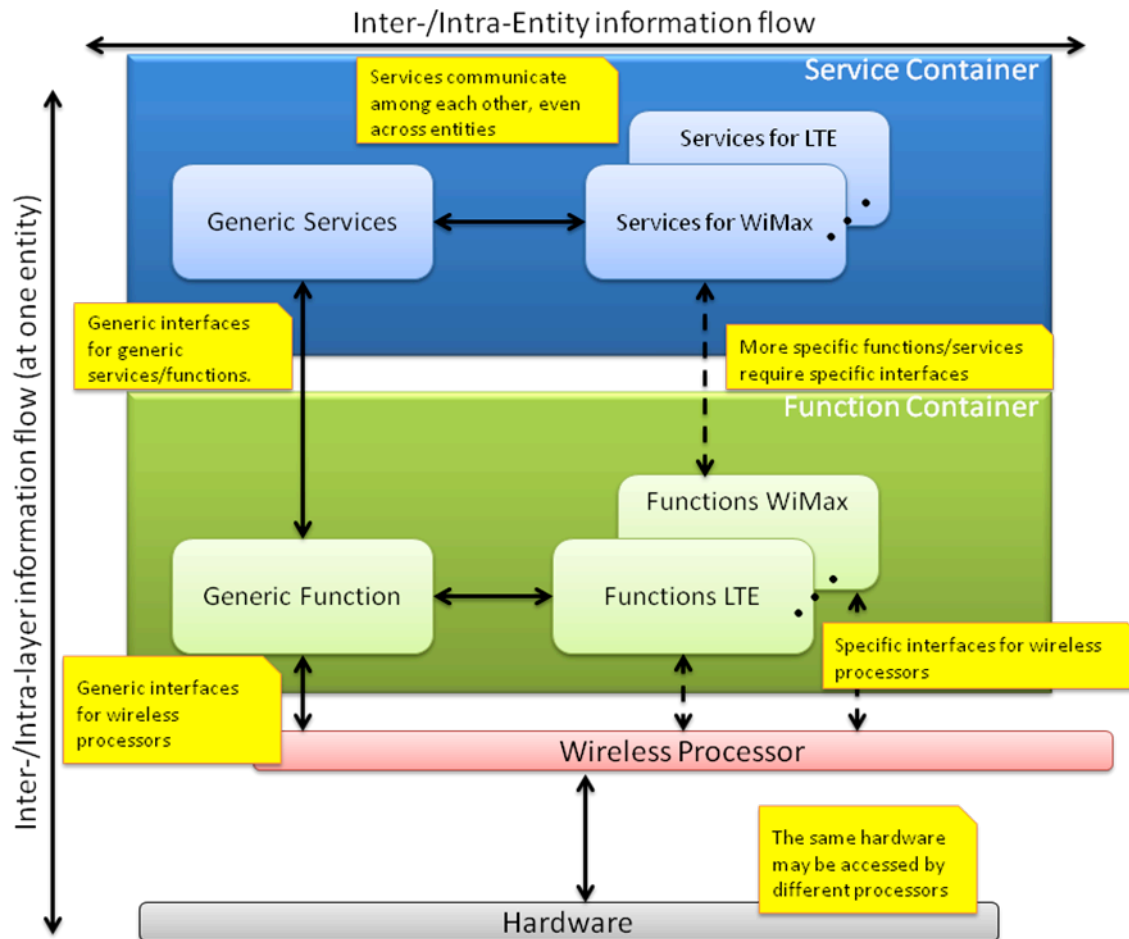 Inter-/Intra-Entity information flow
Inter-/Intra-layer information flow (at one entity)
Service Container
Services communicate
among each other, even
across entities
Services for LTE
Generic Services
Services for WiMax
Generic interfaces
for generic
services/functions.
More specific functions/services
require specific interfaces
Function Container
Functions WiMax
Generic Function
Functions LTE
Specific interfaces for wireless
processors
Generic interfaces
for wireless
processors
Wireless Processor
The same hardware
may be accessed by
different processors
Hardware